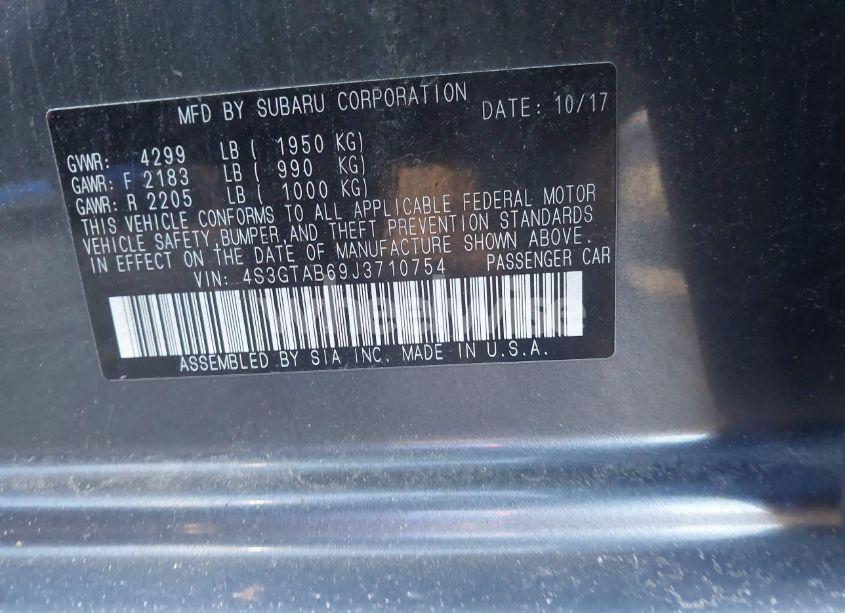 MFD BY SUBARU CORPORATION DATE: 10/17
GVWR: 4299 LB ( 1950 KG)
GAWR: F 2183 LB ( 990 KG)
GAWR: R 2205 LB ( 1000 KG)
THIS VEHICLE CONFORMS TO ALL APPLICABLE FEDERAL MOTOR
VEHICLE SAFETY,BUMPER,AND THEFT PREVENTION STANDARDS
IN EFFECT ON THE DATE OF MANUFACTURE SHOWN ABOVE.
VIN: 4S3GTAB69J3710754 PASSENGER CAR
ASSEMBLED BY SIA INC. MADE IN U.S.A.